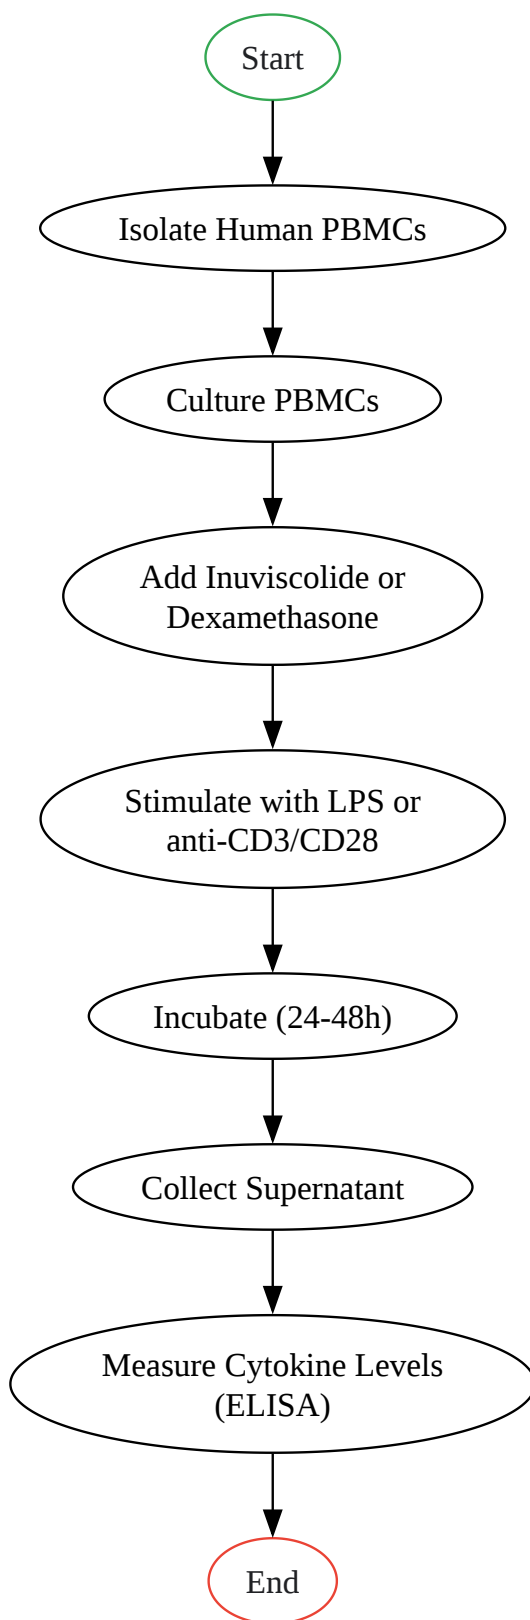 Start
Isolate Human PBMCs
Culture PBMCs
Add Inuviscolide or
Dexamethasone
Stimulate with LPS or
anti-CD3/CD28
Incubate (24-48h)
Collect Supernatant
Measure Cytokine Levels
(ELISA)
End